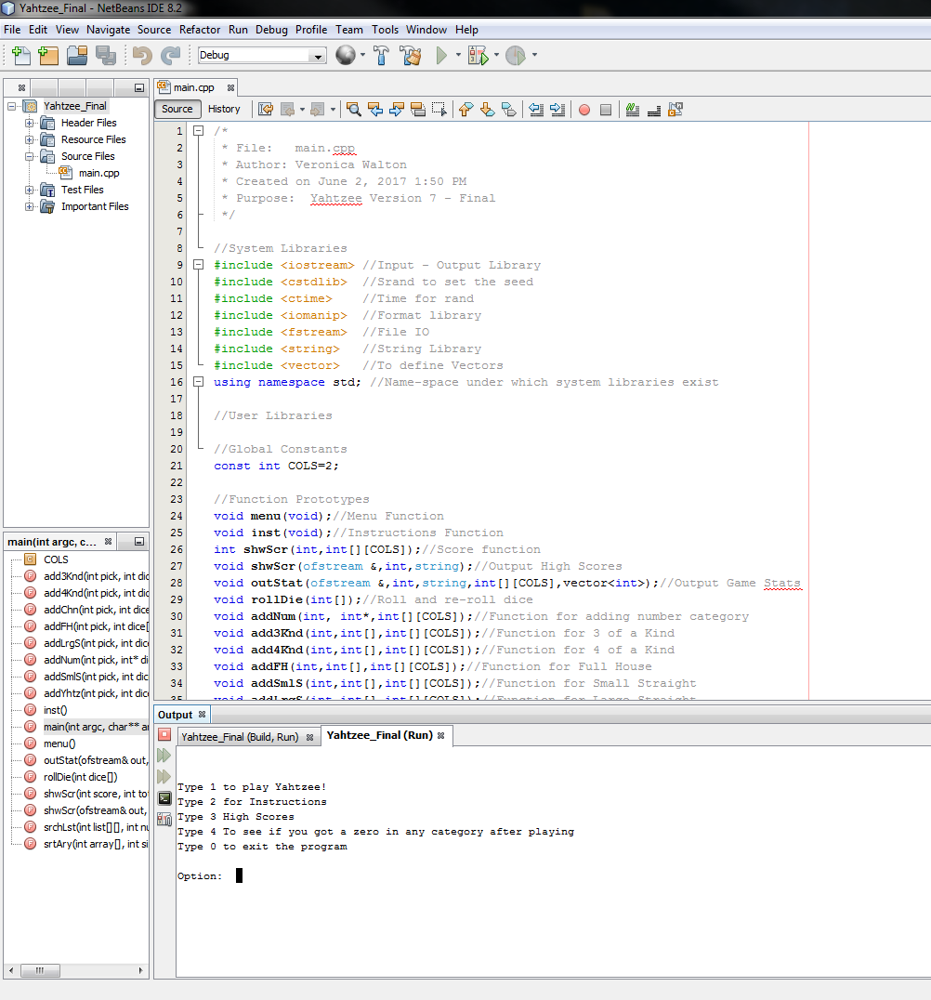 Yahtzee_Final - NetBeans IDE 8.2
File Edit View Navigate Source Refactor Run Debug Profile Team Tools Window Help
Debug
main.cpp
Source History
Yahtzee_Final
Header Files
Resource Files
Source Files
main.cpp
Test Files
Important Files
1 /*
2 * File:   main.cpp
3 * Author: Veronica Walton
4 * Created on June 2, 2017 1:50 PM
5 * Purpose:  Yahtzee Version 7 - Final
6 */
7
8 //System Libraries
9 #include <iostream> //Input - Output Library
10 #include <cstdlib>  //Srand to set the seed
11 #include <ctime>    //Time for rand
12 #include <iomanip>  //Format library
13 #include <fstream>  //File IO
14 #include <string>   //String Library
15 #include <vector>   //To define Vectors
16 using namespace std; //Name-space under which system libraries exist
17
18 //User Libraries
19
20 //Global Constants
21 const int COLS=2;
22
23 //Function Prototypes
24 void menu(void);//Menu Function
25 void inst(void);//Instructions Function
26 int shwScr(int,int[][COLS]);//Score function
27 void shwScr(ofstream &,int,string);//Output High Scores
28 void outStat(ofstream &,int,string,int[][COLS],vector<int>);//Output Game Stats
29 void rollDie(int[]);//Roll and re-roll dice
30 void addNum(int, int*,int[][COLS]);//Function for adding number category
31 void add3Knd(int,int[],int[][COLS]);//Function for 3 of a Kind
32 void add4Knd(int,int[],int[][COLS]);//Function for 4 of a Kind
33 void addFH(int,int[],int[][COLS]);//Function for Full House
34 void addSmlS(int,int[],int[][COLS]);//Function for Small Straight
35 void addLrgS(int,int[],int[][COLS]);//Function for Large Straight
main(int argc, c...
COLS
add3Knd(int pick, int dic
add4Knd(int pick, int dic
addChn(int pick, int dice
addFH(int pick, int dice[
addLrgS(int pick, int dice
addNum(int pick, int* di
addSmlS(int pick, int dic
addYhtz(int pick, int dice
inst()
main(int argc, char** ar
menu()
outStat(ofstream& out,
rollDie(int dice[])
shwScr(int score, int tot
shwScr(ofstream& out,
srchLst(int list[][], int nu
srtAry(int array[], int si
Output
Yahtzee_Final (Build, Run) Yahtzee_Final (Run)
Type 1 to play Yahtzee!
Type 2 for Instructions
Type 3 High Scores
Type 4 To see if you got a zero in any category after playing
Type 0 to exit the program
Option: